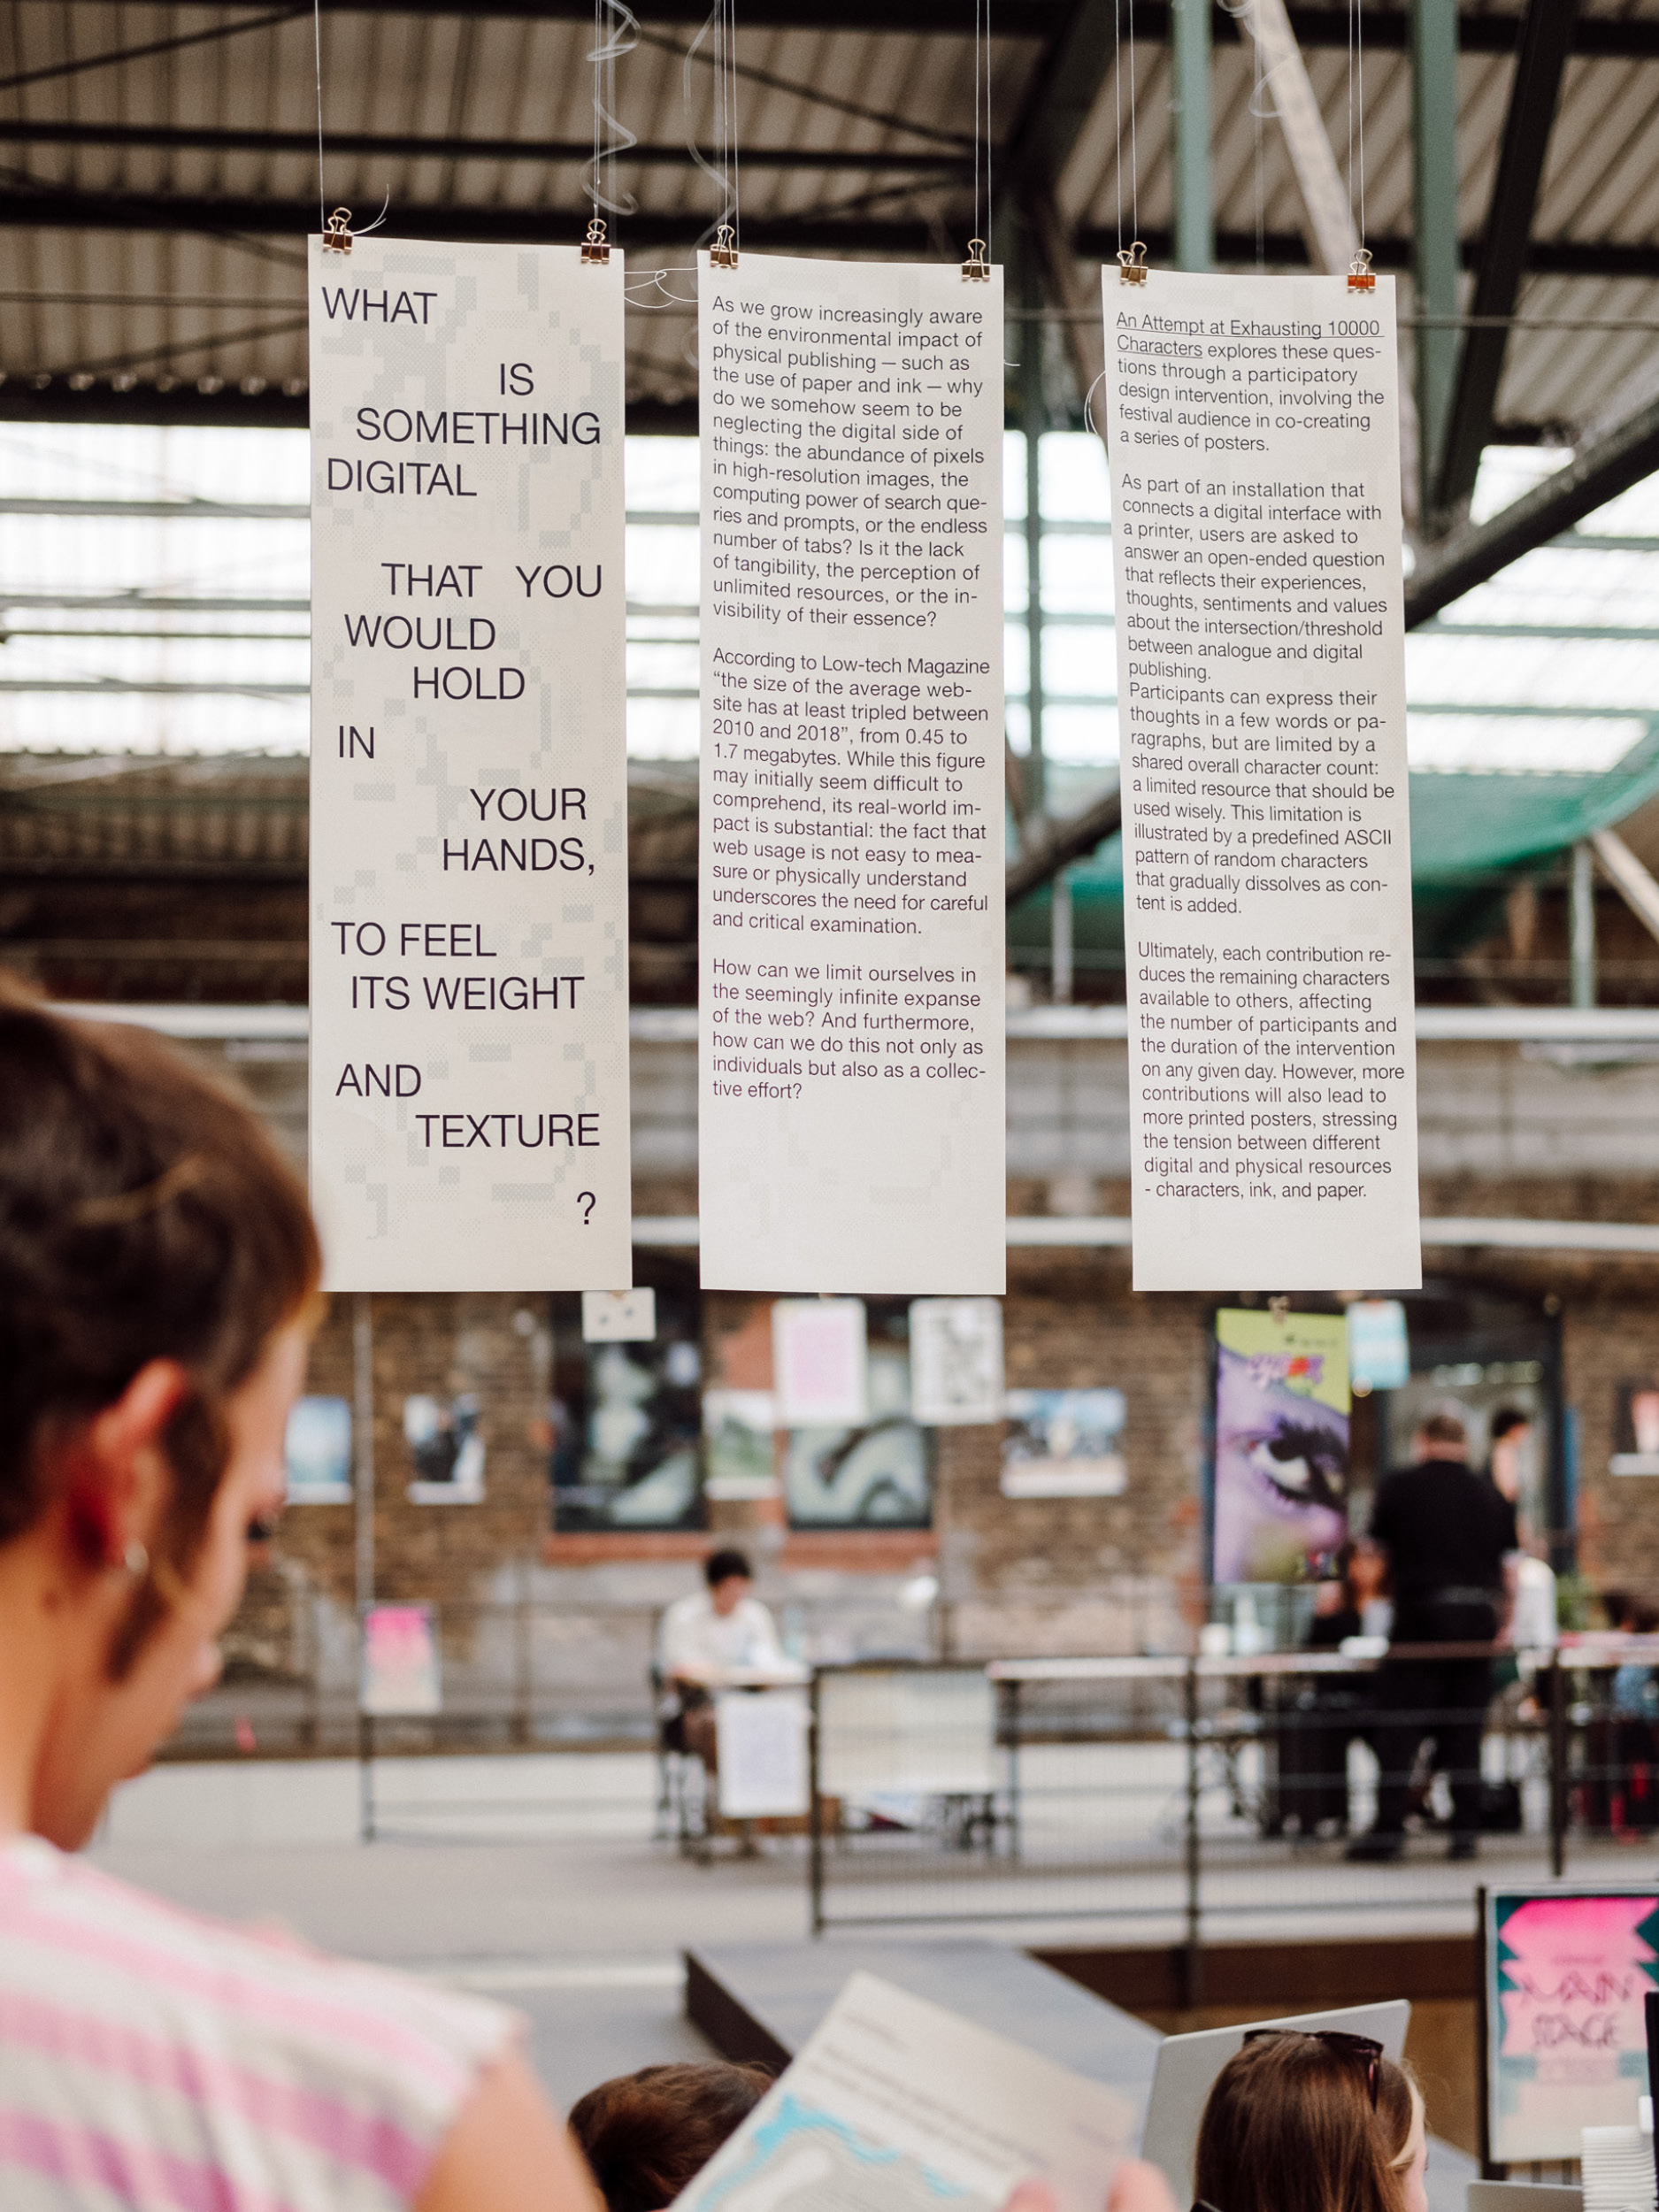 WHAT
IS
SOMETHING
DIGITAL
THAT YOU
WOULD
HOLD
IN
YOUR
HANDS,
TO FEEL
ITS WEIGHT
AND
TEXTURE
?
As we grow increasingly aware
of the environmental impact of
physical publishing — such as
the use of paper and ink — why
do we somehow seem to be
neglecting the digital side of
things: the abundance of pixels
in high-resolution images, the
computing power of search que-
ries and prompts, or the endless
number of tabs? Is it the lack
of tangibility, the perception of
unlimited resources, or the in-
visibility of their essence?
According to Low-tech Magazine
“the size of the average web-
site has at least tripled between
2010 and 2018”, from 0.45 to
1.7 megabytes. While this figure
may initially seem difficult to
comprehend, its real-world im-
pact is substantial: the fact that
web usage is not easy to mea-
sure or physically understand
underscores the need for careful
and critical examination.
How can we limit ourselves in
the seemingly infinite expanse
of the web? And furthermore,
how can we do this not only as
individuals but also as a collec-
tive effort?
An Attempt at Exhausting 10000
Characters explores these ques-
tions through a participatory
design intervention, involving the
festival audience in co-creating
a series of posters.
As part of an installation that
connects a digital interface with
a printer, users are asked to
answer an open-ended question
that reflects their experiences,
thoughts, sentiments and values
about the intersection/threshold
between analogue and digital
publishing.
Participants can express their
thoughts in a few words or pa-
ragraphs, but are limited by a
shared overall character count:
a limited resource that should be
used wisely. This limitation is
illustrated by a predefined ASCII
pattern of random characters
that gradually dissolves as con-
tent is added.
Ultimately, each contribution re-
duces the remaining characters
available to others, affecting
the number of participants and
the duration of the intervention
on any given day. However, more
contributions will also lead to
more printed posters, stressing
the tension between different
digital and physical resources
- characters, ink, and paper.
MAIN
STAGE